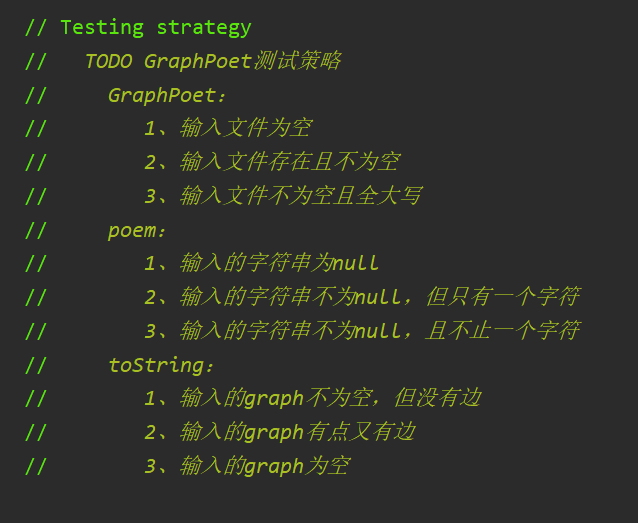 // Testing strategy
//   TODO GraphPoet测试策略
//     GraphPoet：
//        1、输入文件为空
//        2、输入文件存在且不为空
//        3、输入文件不为空且全大写
//     poem：
//        1、输入的字符串为null
//        2、输入的字符串不为null，但只有一个字符
//        3、输入的字符串不为null，且不止一个字符
//     toString：
//        1、输入的graph不为空，但没有边
//        2、输入的graph有点又有边
//        3、输入的graph为空